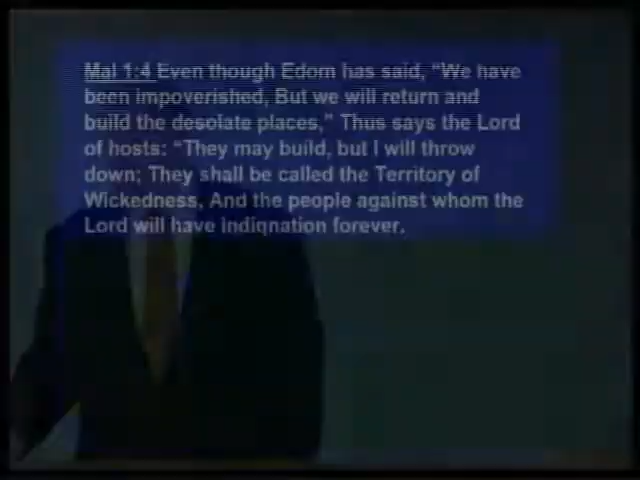 Mal 1:4 Even though Edom has said, "We have
been impoverished, But we will return and
build the desolate places," Thus says the Lord
of hosts: "They may build, but I will throw
down; They shall be called the Territory of
Wickedness, And the people against whom the
Lord will have indignation forever.